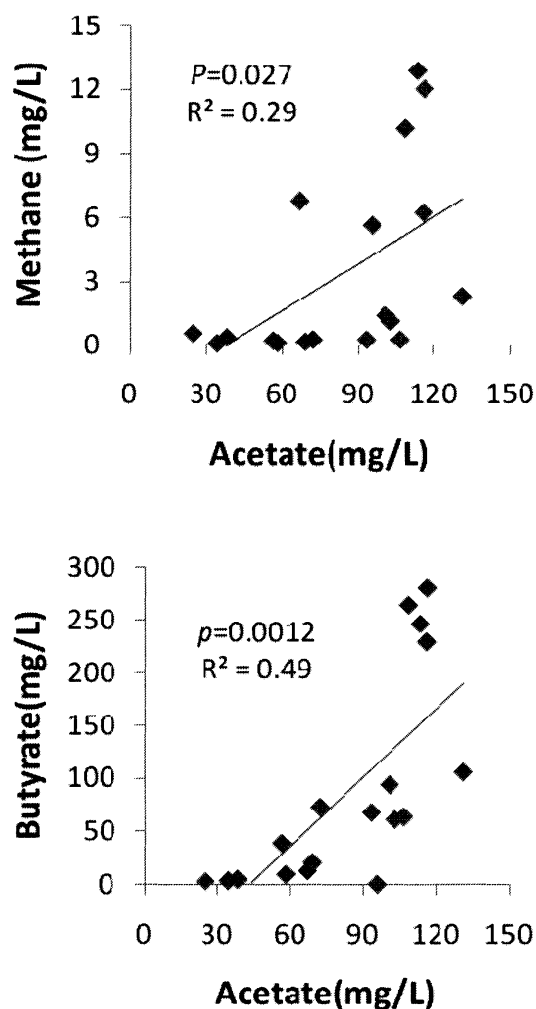 15
12
9
6
3
0
Methane (mg/L)
P=0.027
R² = 0.29
0 30 60 90 120 150
Acetate(mg/L)
300
250
200
150
100
50
0
Butyrate(mg/L)
p=0.0012
R² = 0.49
0 30 60 90 120 150
Acetate(mg/L)